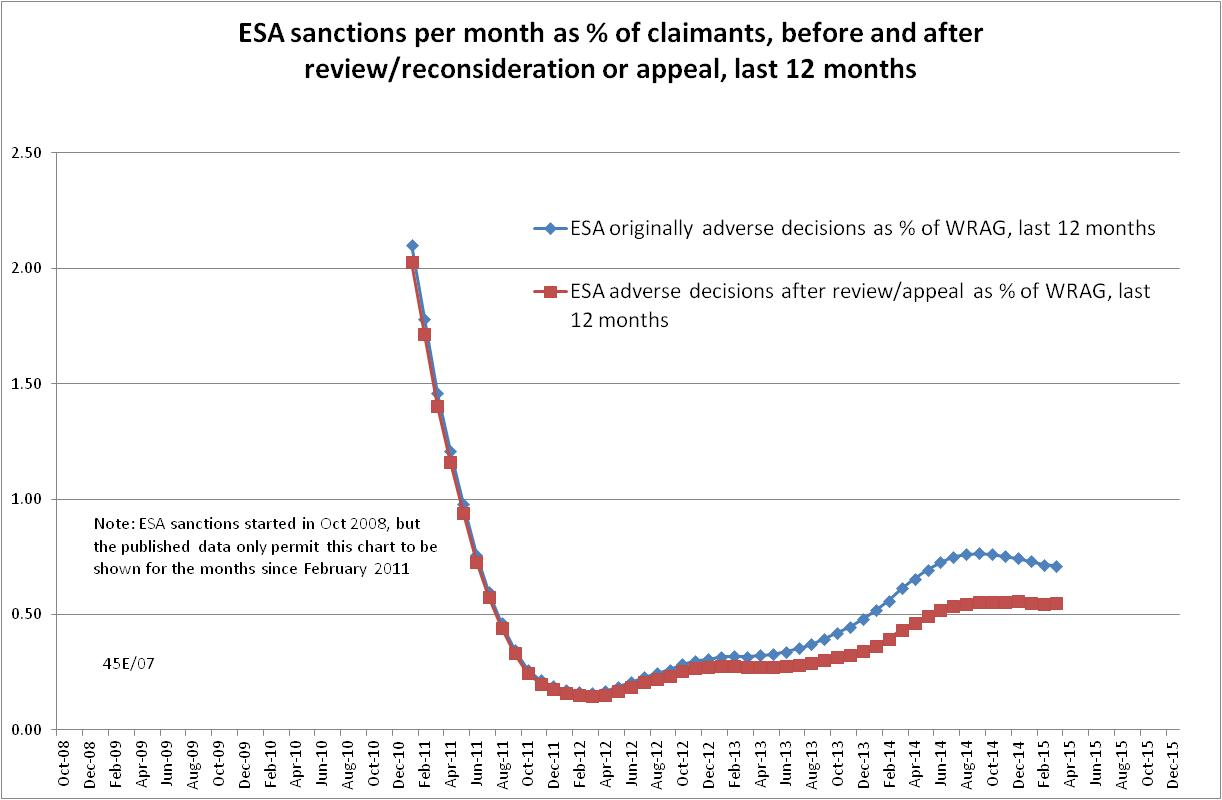 ESA sanctions per month as % of claimants, before and after
review/reconsideration or appeal, last 12 months
2.50
2.00
1.50
1.00
0.50
0.00
ESA originally adverse decisions as % of WRAG, last 12 months
ESA adverse decisions after review/appeal as % of WRAG, last
12 months
Note: ESA sanctions started in Oct 2008, but
the published data only permit this chart to be
shown for the months since February 2011
45E/07
Oct-08
Dec-08
Feb-09
Apr-09
Jun-09
Aug-09
Oct-09
Dec-09
Feb-10
Apr-10
Jun-10
Aug-10
Oct-10
Dec-10
Feb-11
Apr-11
Jun-11
Aug-11
Oct-11
Dec-11
Feb-12
Apr-12
Jun-12
Aug-12
Oct-12
Dec-12
Feb-13
Apr-13
Jun-13
Aug-13
Oct-13
Dec-13
Feb-14
Apr-14
Jun-14
Aug-14
Oct-14
Dec-14
Feb-15
Apr-15
Jun-15
Aug-15
Oct-15
Dec-15